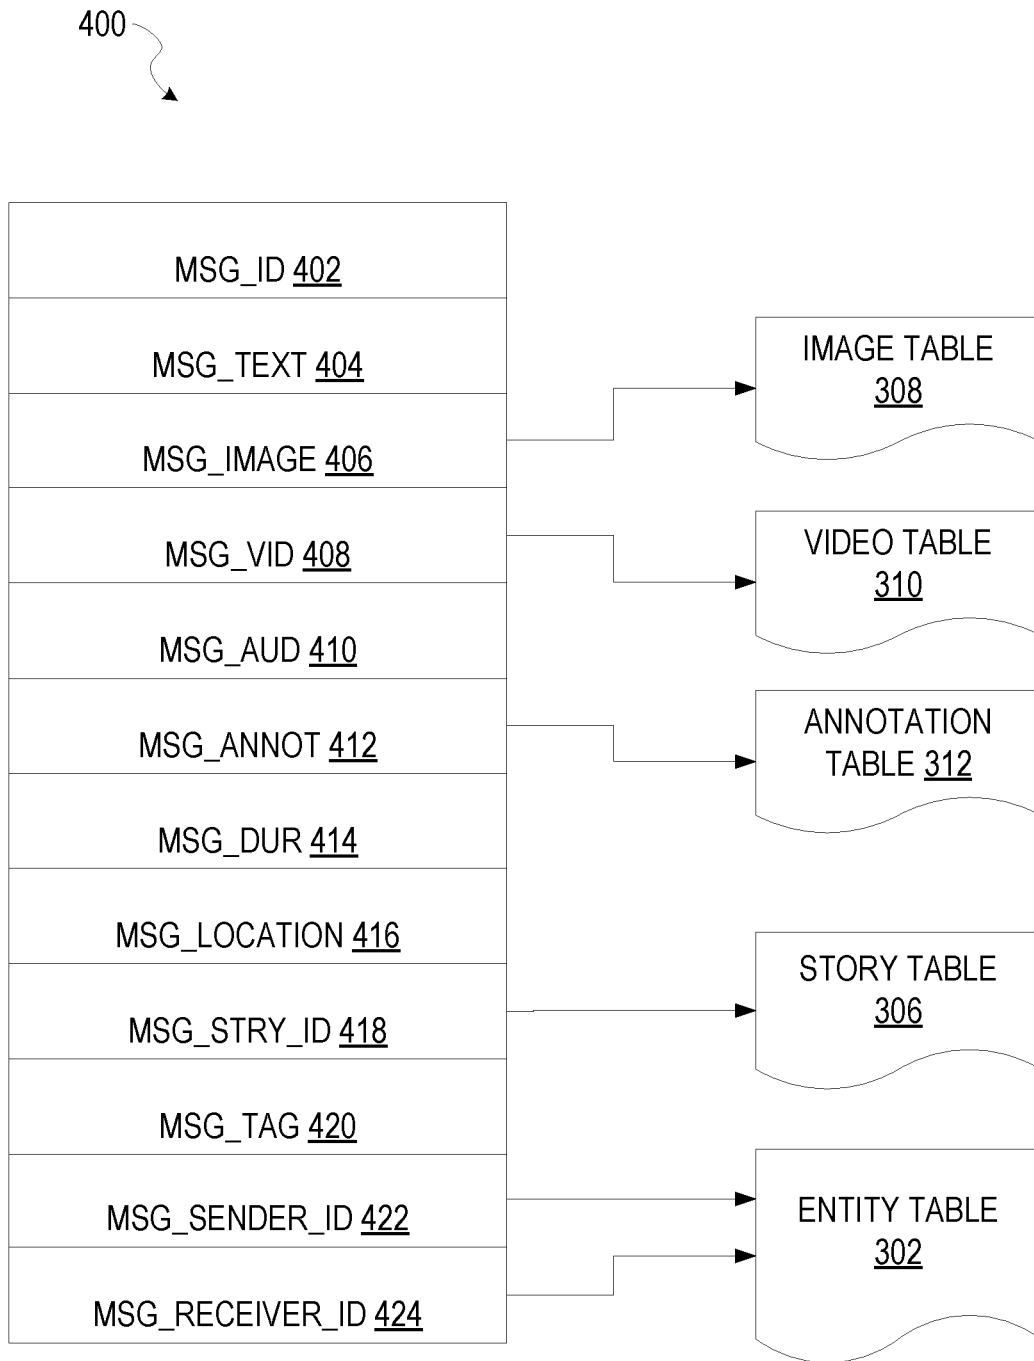 400
MSG_ID 402
MSG_TEXT 404
MSG_IMAGE 406
MSG_VID 408
MSG_AUD 410
MSG_ANNOT 412
MSG_DUR 414
MSG_LOCATION 416
MSG_STRY_ID 418
MSG_TAG 420
MSG_SENDER_ID 422
MSG_RECEIVER_ID 424
IMAGE TABLE
308
VIDEO TABLE
310
ANNOTATION
TABLE 312
STORY TABLE
306
ENTITY TABLE
302